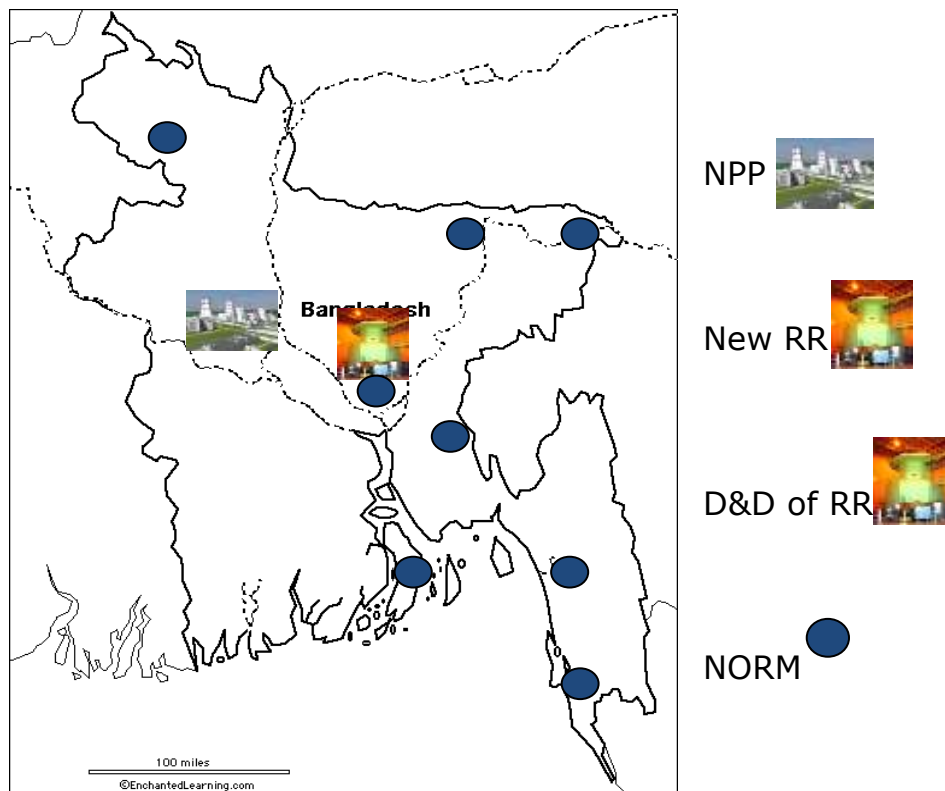 NPP
Bangladesh
New RR
D&D of RR
NORM
100 miles
©EnchantedLearning.com